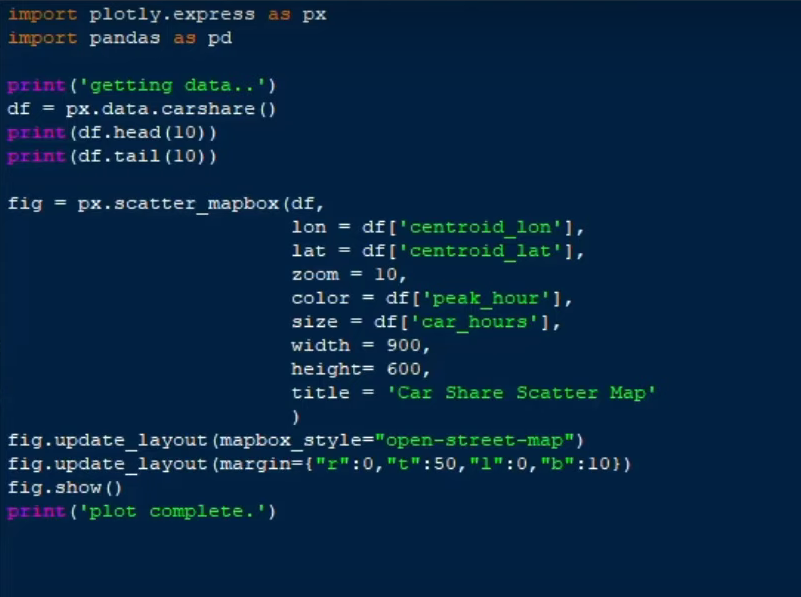 import plotly.express as px
import pandas as pd
print('getting data..')
df = px.data.carshare()
print(df.head(10))
print(df.tail(10))
fig = px.scatter_mapbox(df,
lon = df['centroid_lon'],
lat = df['centroid_lat'],
zoom = 10,
color = df['peak_hour'],
size = df['car_hours'],
width = 900,
height= 600,
title = 'Car Share Scatter Map'
)
fig.update_layout(mapbox_style="open-street-map")
fig.update_layout(margin={"r":0,"t":50,"l":0,"b":10})
fig.show()
print('plot complete.')